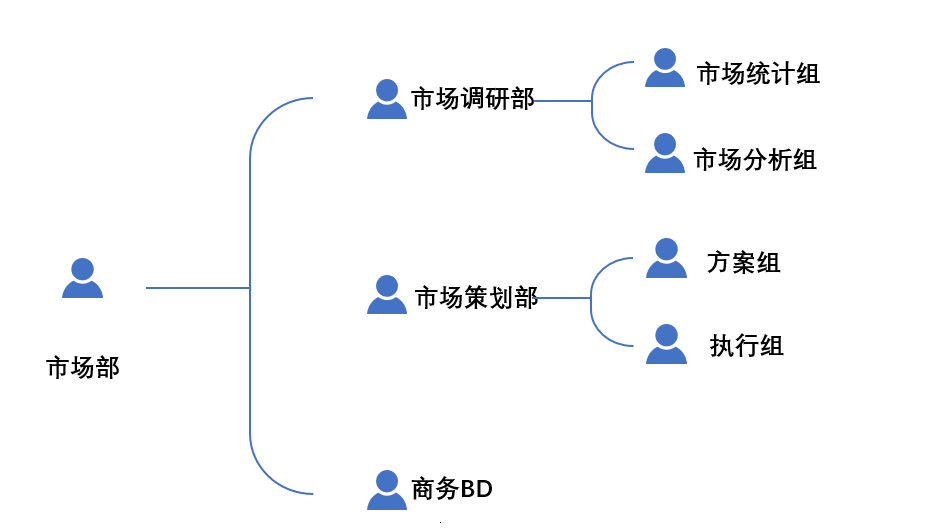 市场部
市场调研部
市场统计组
市场分析组
市场策划部
方案组
执行组
商务BD